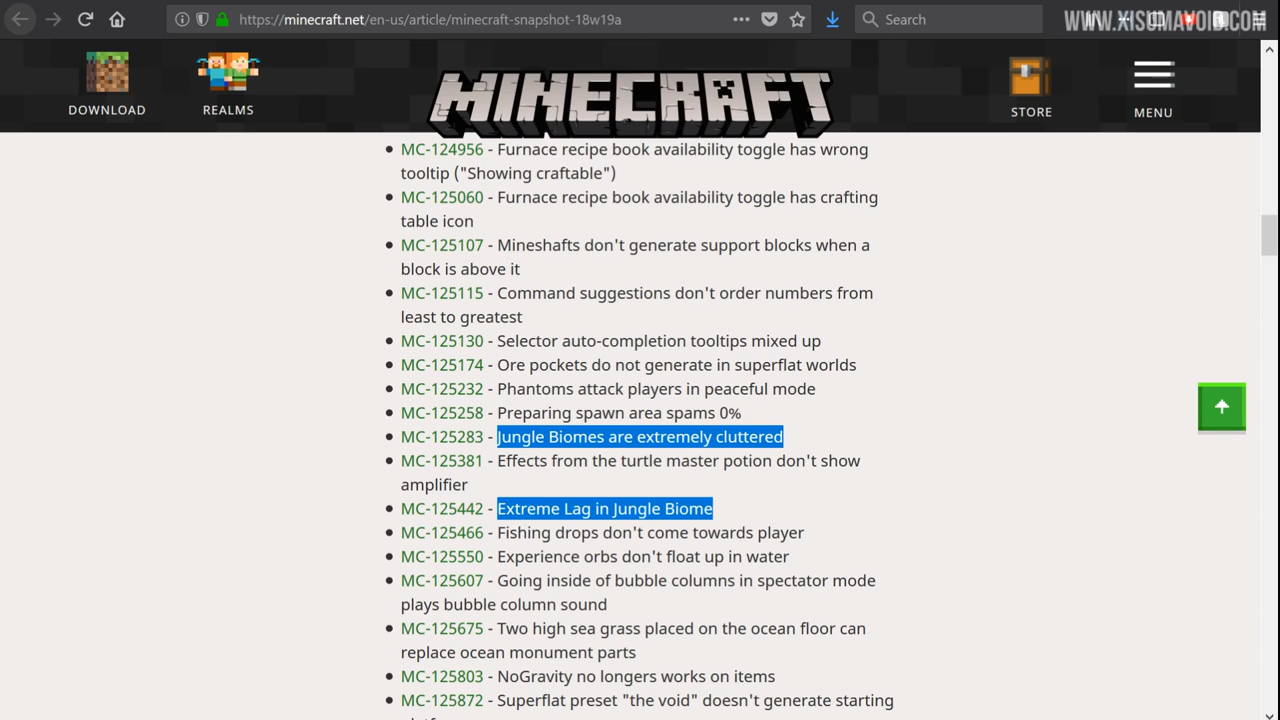 https://minecraft.net/en-us/article/minecraft-snapshot-18w19a
Search
WWW.XISUMAVOID.COM
DOWNLOAD
REALMS
MINECRAFT
STORE
MENU
MC-124956 - Furnace recipe book availability toggle has wrong
tooltip ("Showing craftable")
MC-125060 - Furnace recipe book availability toggle has crafting
table icon
MC-125107 - Mineshafts don't generate support blocks when a
block is above it
MC-125115 - Command suggestions don't order numbers from
least to greatest
MC-125130 - Selector auto-completion tooltips mixed up
MC-125174 - Ore pockets do not generate in superflat worlds
MC-125232 - Phantoms attack players in peaceful mode
MC-125258 - Preparing spawn area spams 0%
MC-125283 - Jungle Biomes are extremely cluttered
MC-125381 - Effects from the turtle master potion don't show
amplifier
MC-125442 - Extreme Lag in Jungle Biome
MC-125466 - Fishing drops don't come towards player
MC-125550 - Experience orbs don't float up in water
MC-125607 - Going inside of bubble columns in spectator mode
plays bubble column sound
MC-125675 - Two high sea grass placed on the ocean floor can
replace ocean monument parts
MC-125803 - NoGravity no longers works on items
MC-125872 - Superflat preset "the void" doesn't generate starting